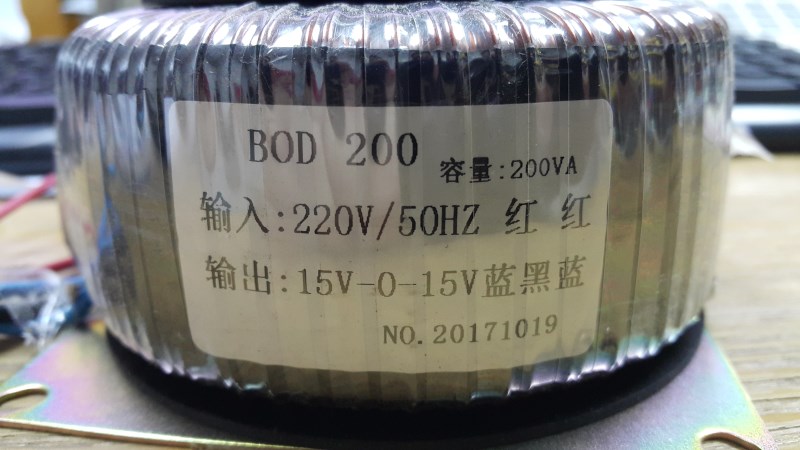 BOD 200
容量:200VA
输入:220V/50HZ 红 红
输出:15V-0-15V蓝黑蓝
NO.20171019